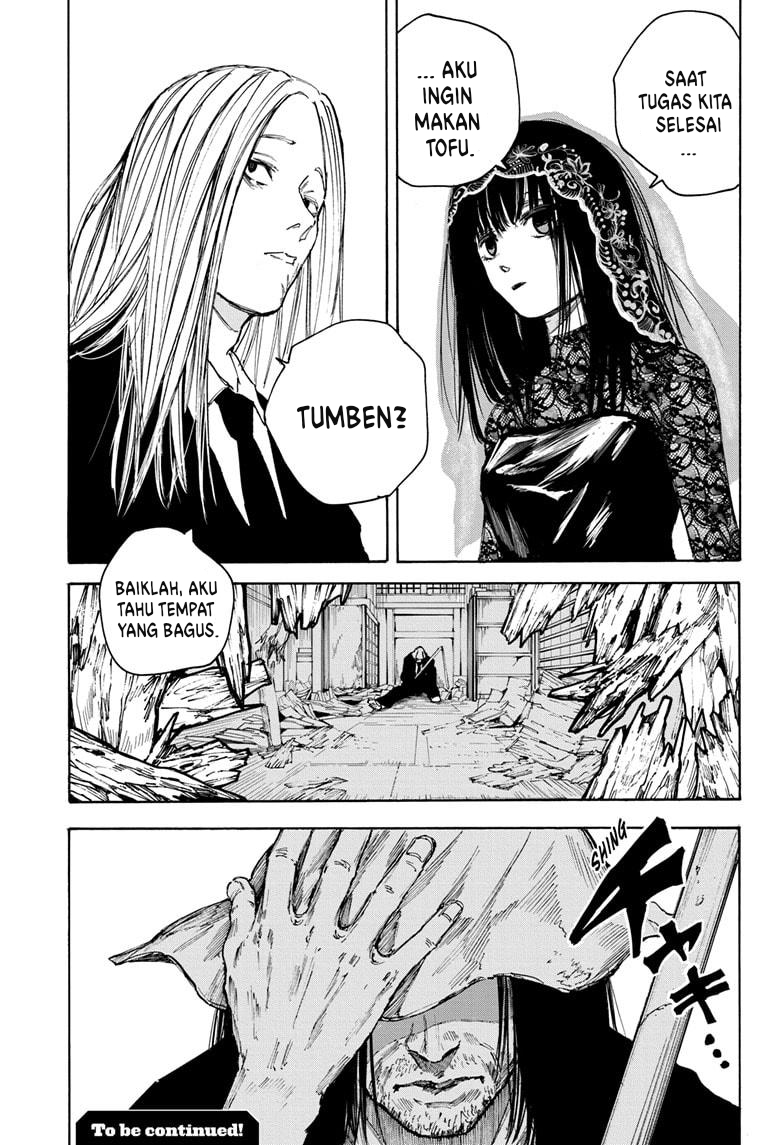 SAAT
TUGAS KITA
SELESAI
...
... AKU
INGIN
MAKAN
TOFU.
TUMBEN?
BAIKLAH, AKU
TAHU TEMPAT
YANG BAGUS.
SHING
チャキ...
To be continued!